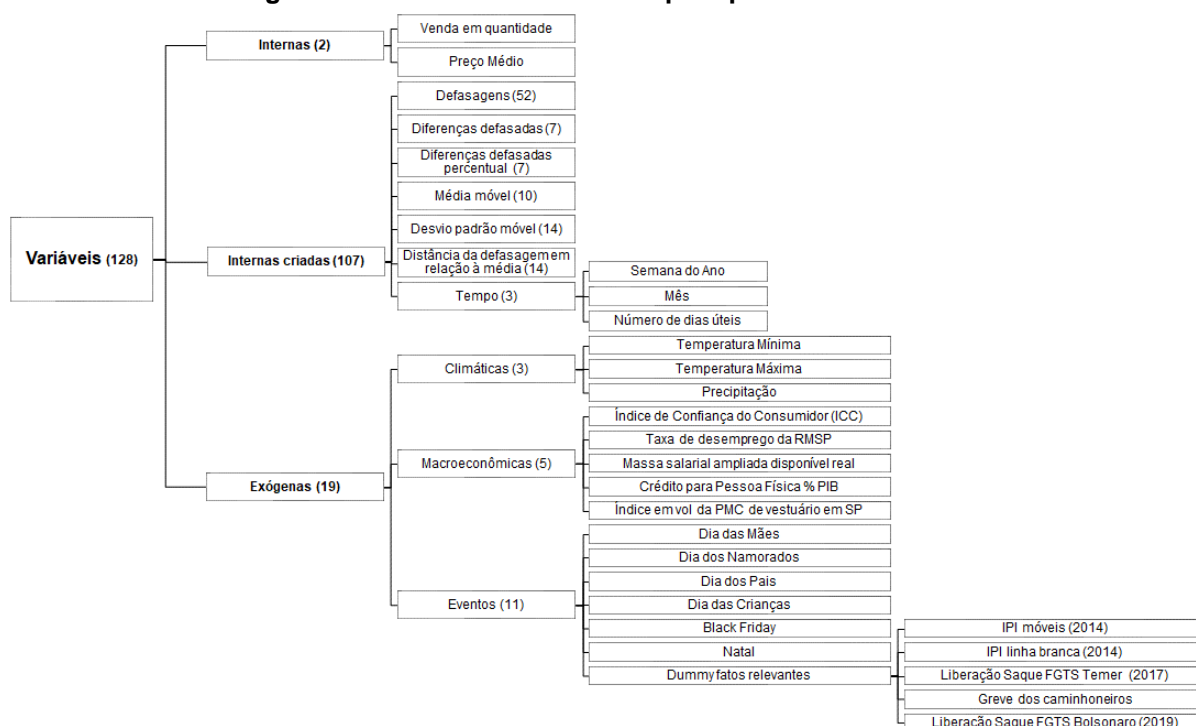 Venda em quantidade
Internas (2)
Preço Médio
Defasagens (52)
Diferenças defasadas (7)
Diferenças defasadas
percentual (7)
Média móvel (10)
Desvio padrão móvel (14)
Variáveis (128)
Internas criadas (107)
Distância da defasagem em
relação à média (14)
Tempo (3)
Semana do Ano
Mês
Número de dias úteis
Climáticas (3)
Temperatura Mínima
Temperatura Máxima
Precipitação
Exógenas (19)
Macroeconômicas (5)
Índice de Confiança do Consumidor (ICC)
Taxa de desemprego da RMSP
Massa salarial ampliada disponível real
Crédito para Pessoa Física % PIB
Índice em vol da PMC de vestuário em SP
Eventos (11)
Dia das Mães
Dia dos Namorados
Dia dos Pais
Dia das Crianças
Black Friday
Natal
Dummy fatos relevantes
IPI móveis (2014)
IPI linha branca (2014)
Liberação Saque FGTS Temer (2017)
Greve dos caminhoneiros
Liberação Saque FGTS Bolsonaro (2019)